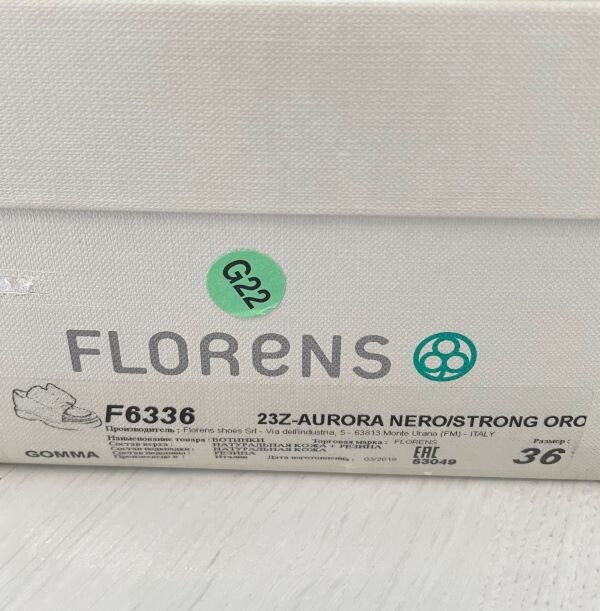 G22
FLORENS
F6336 23Z-AURORA NERO/STRONG ORO
Производитель : Florens shoes Srl - Via dell'industria, 5 - 63813 Monte Urano (FM) - ITALY
Наименование товара : БОТИНКИ Торговая марка : FLORENS Размер :
Состав верха : НАТУРАЛЬНАЯ КОЖА + РЕЗИНА
Состав подкладки : НАТУРАЛЬНАЯ КОЖА
Состав подошвы : РЕЗИНА
GOMMA Италия Дата изготовления : 03/2018 EAC 63049 36